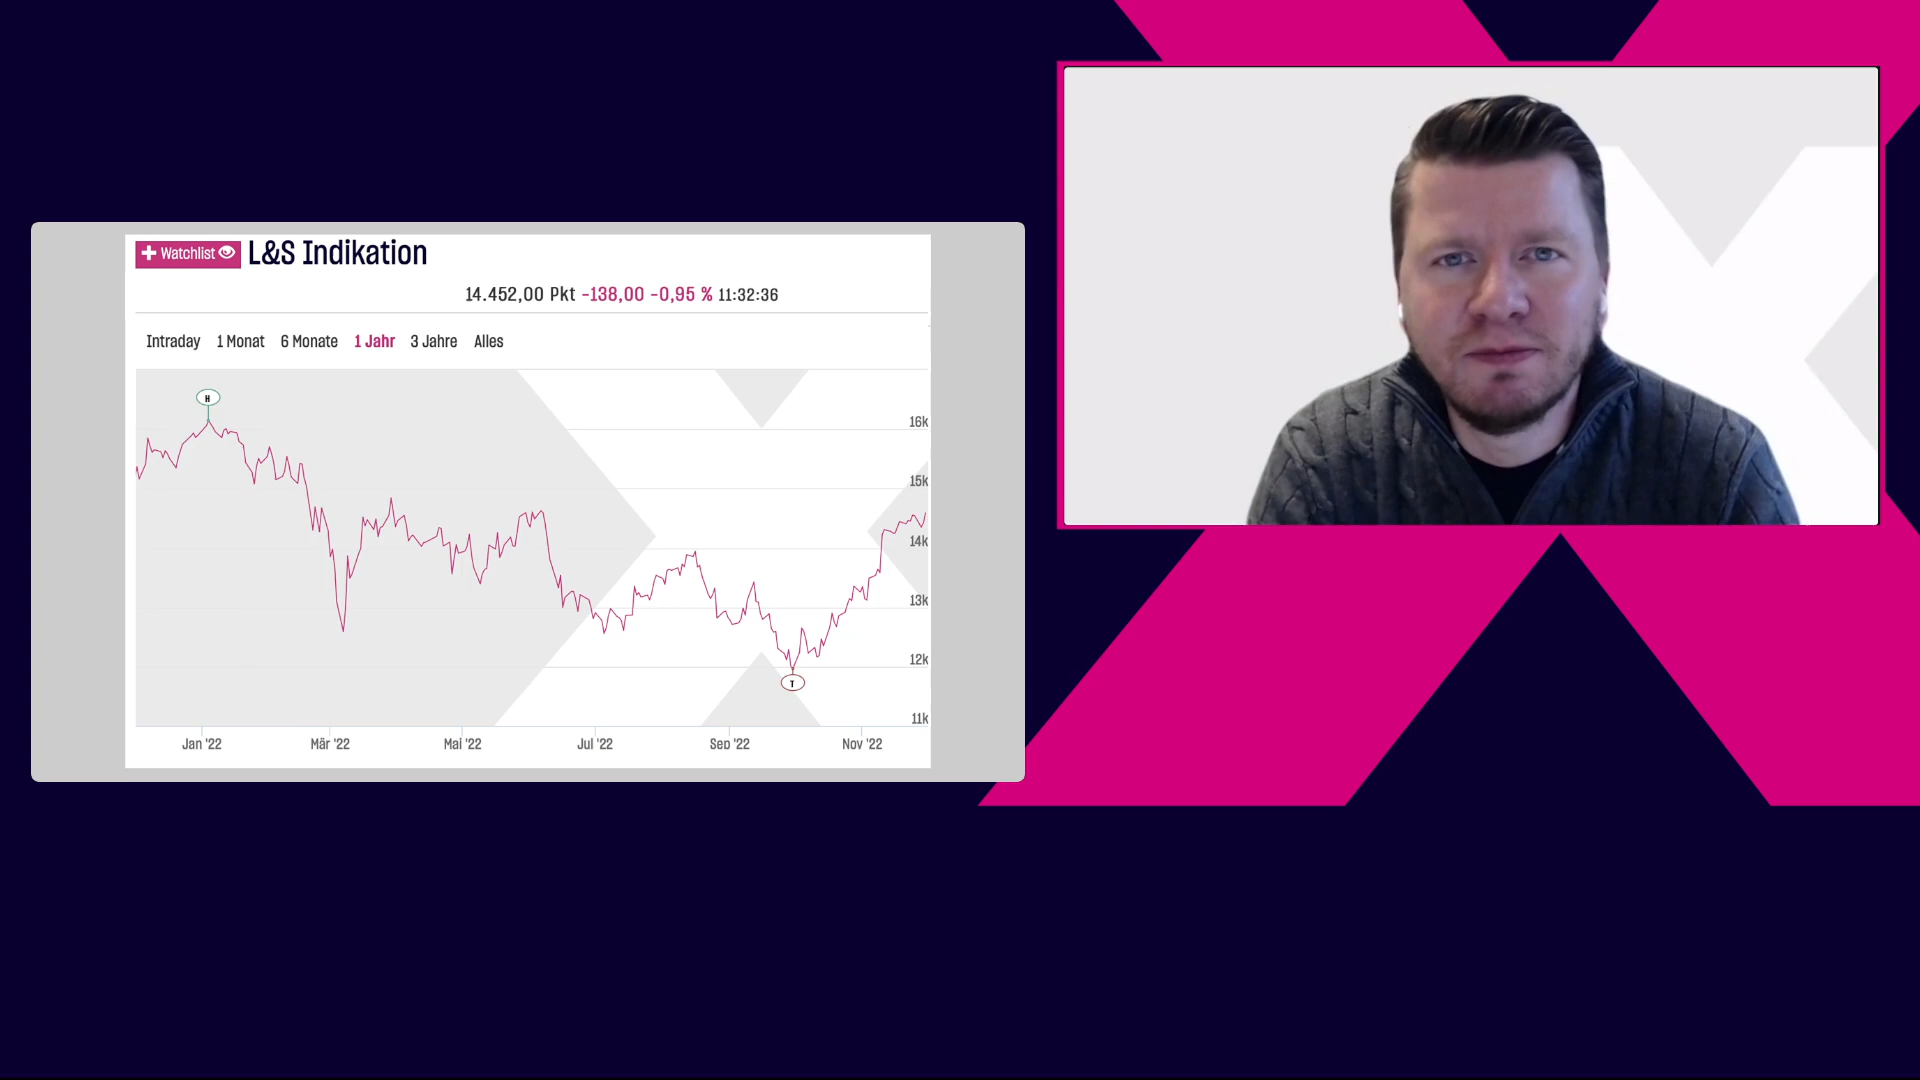 Watchlist L&S Indikation
14.452,00 Pkt -138,00 -0,95 % 11:32:36
Intraday 1 Monat 6 Monate 1 Jahr 3 Jahre Alles
H
16k
15k
14k
13k
12k
T
11k
Jan '22 Mär '22 Mai '22 Jul '22 Sep '22 Nov '22